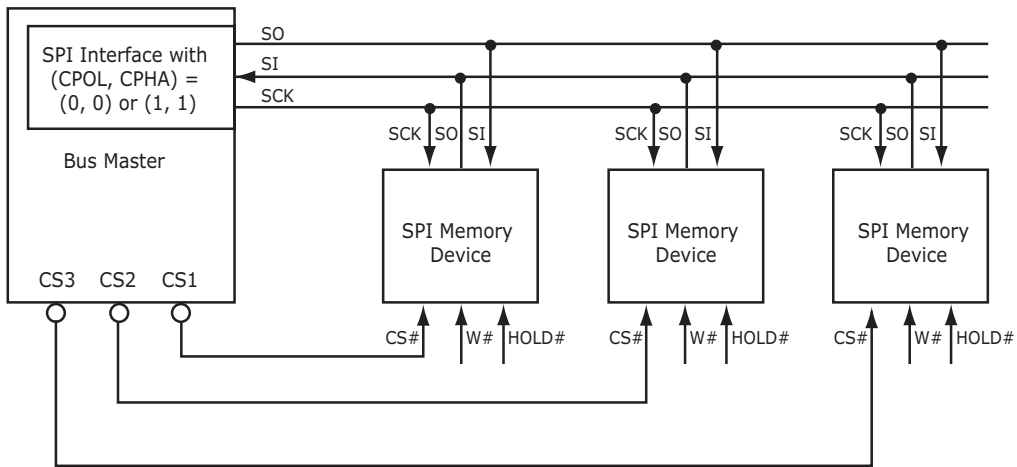 SO
SI
SCK
SPI Interface with
(CPOL, CPHA) =
(0, 0) or (1, 1)
Bus Master
SCK SO SI
SCK SO SI
SCK SO SI
SPI Memory
Device
SPI Memory
Device
SPI Memory
Device
CS3 CS2 CS1
CS# W# HOLD#
CS# W# HOLD#
CS# W# HOLD#